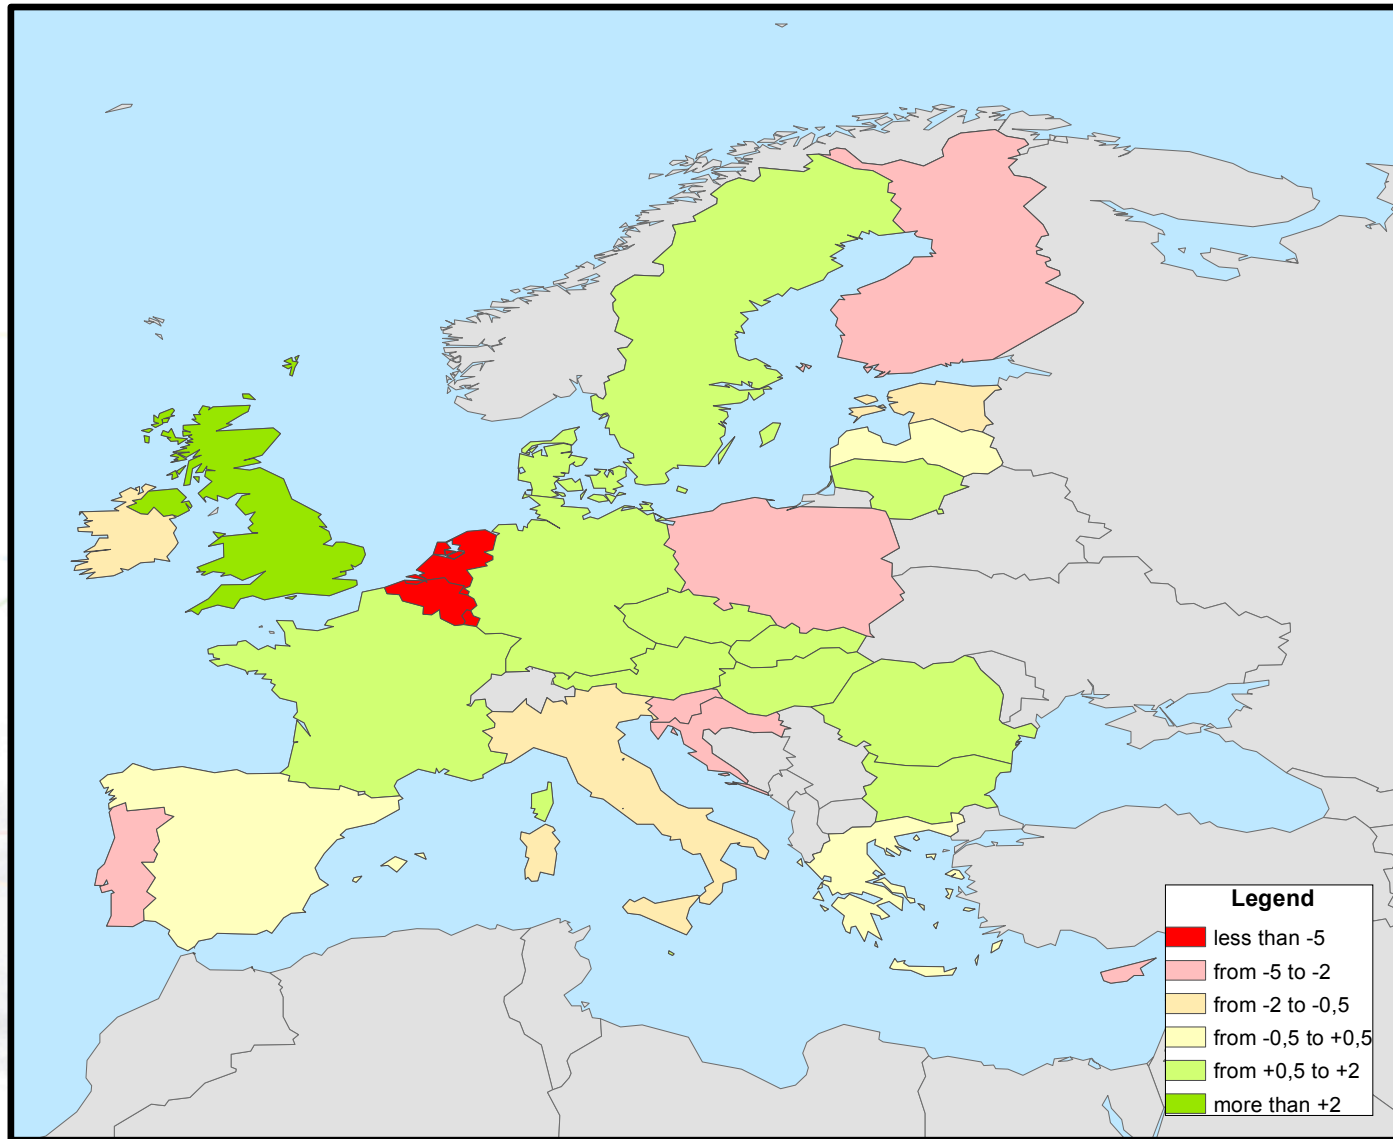 Legend
less than -5
from -5 to -2
from -2 to -0,5
from -0,5 to +0,5
from +0,5 to +2
more than +2